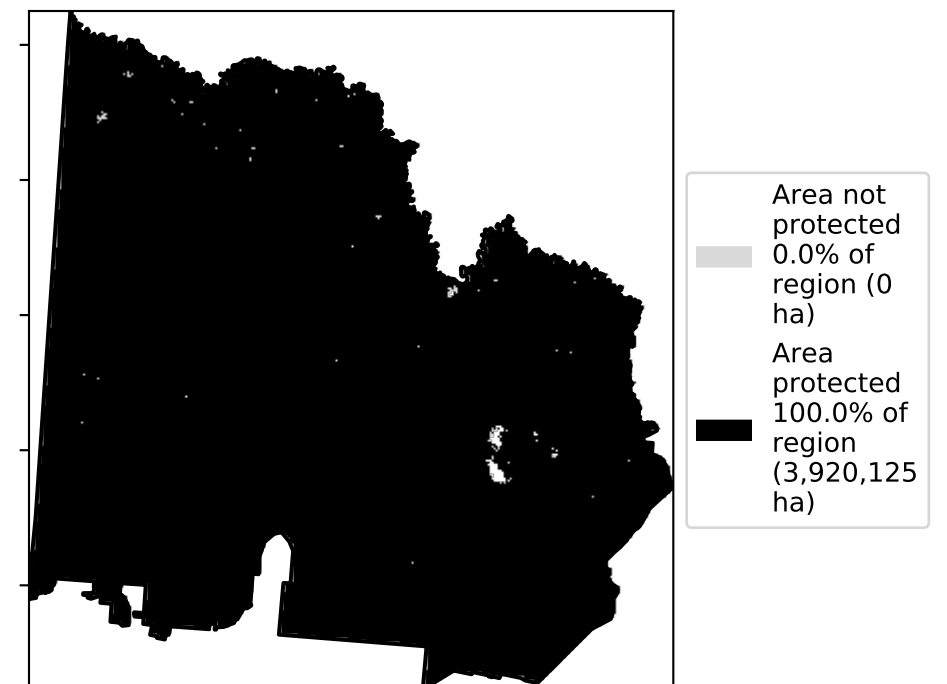 Area not
protected
0.0% of
region (0
ha)
Area
protected
100.0% of
region
(3,920,125
ha)